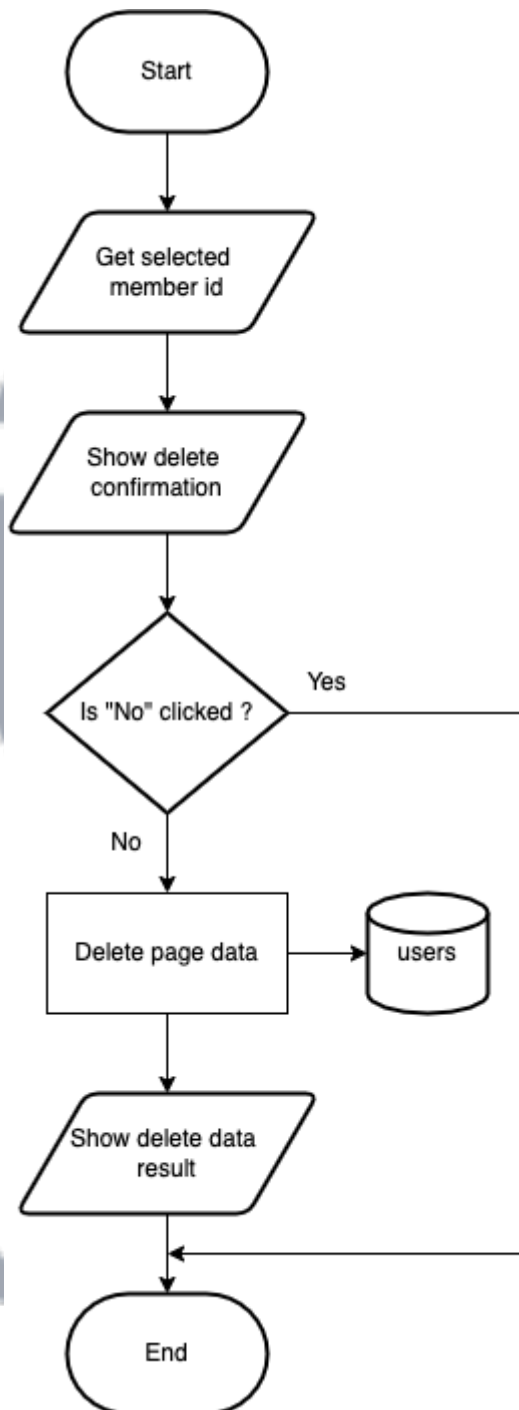 Start
Get selected
member id
Show delete
confirmation
Is "No" clicked ?
Yes
No
Delete page data
users
Show delete data
result
End